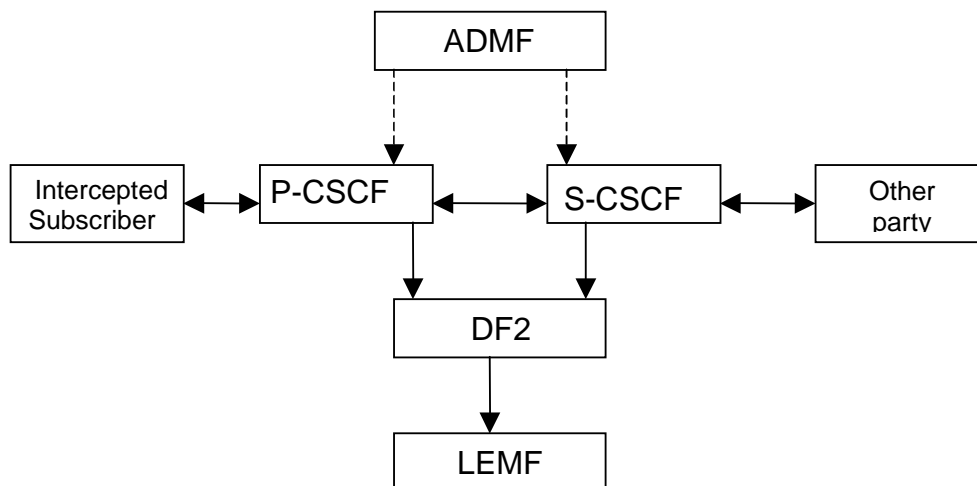 ADMF
Intercepted
Subscriber
P-CSCF
S-CSCF
Other
party
DF2
LEMF